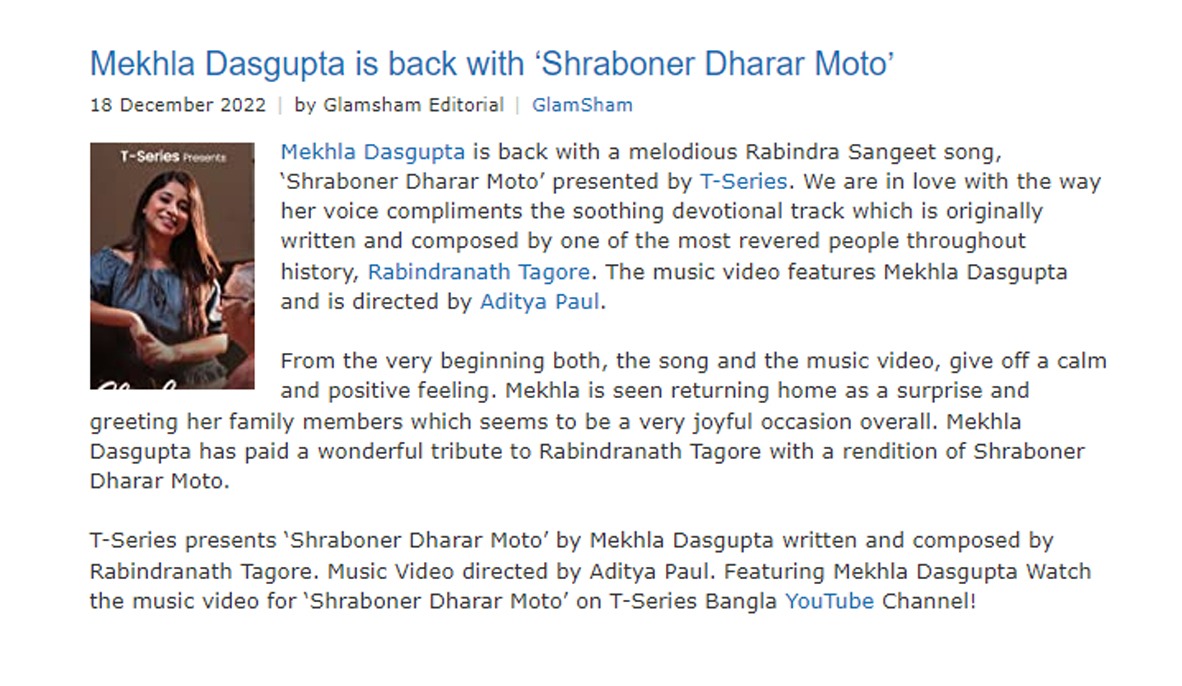 Mekhla Dasgupta is back with ‘Shraboner Dharar Moto’
18 December 2022 | by Glamsham Editorial | GlamSham
T-Series Presents
Mekhla Dasgupta is back with a melodious Rabindra Sangeet song,
‘Shraboner Dharar Moto’ presented by T-Series. We are in love with the way
her voice compliments the soothing devotional track which is originally
written and composed by one of the most revered people throughout
history, Rabindranath Tagore. The music video features Mekhla Dasgupta
and is directed by Aditya Paul.
From the very beginning both, the song and the music video, give off a calm
and positive feeling. Mekhla is seen returning home as a surprise and
greeting her family members which seems to be a very joyful occasion overall. Mekhla
Dasgupta has paid a wonderful tribute to Rabindranath Tagore with a rendition of Shraboner
Dharar Moto.
T-Series presents ‘Shraboner Dharar Moto’ by Mekhla Dasgupta written and composed by
Rabindranath Tagore. Music Video directed by Aditya Paul. Featuring Mekhla Dasgupta Watch
the music video for ‘Shraboner Dharar Moto’ on T-Series Bangla YouTube Channel!